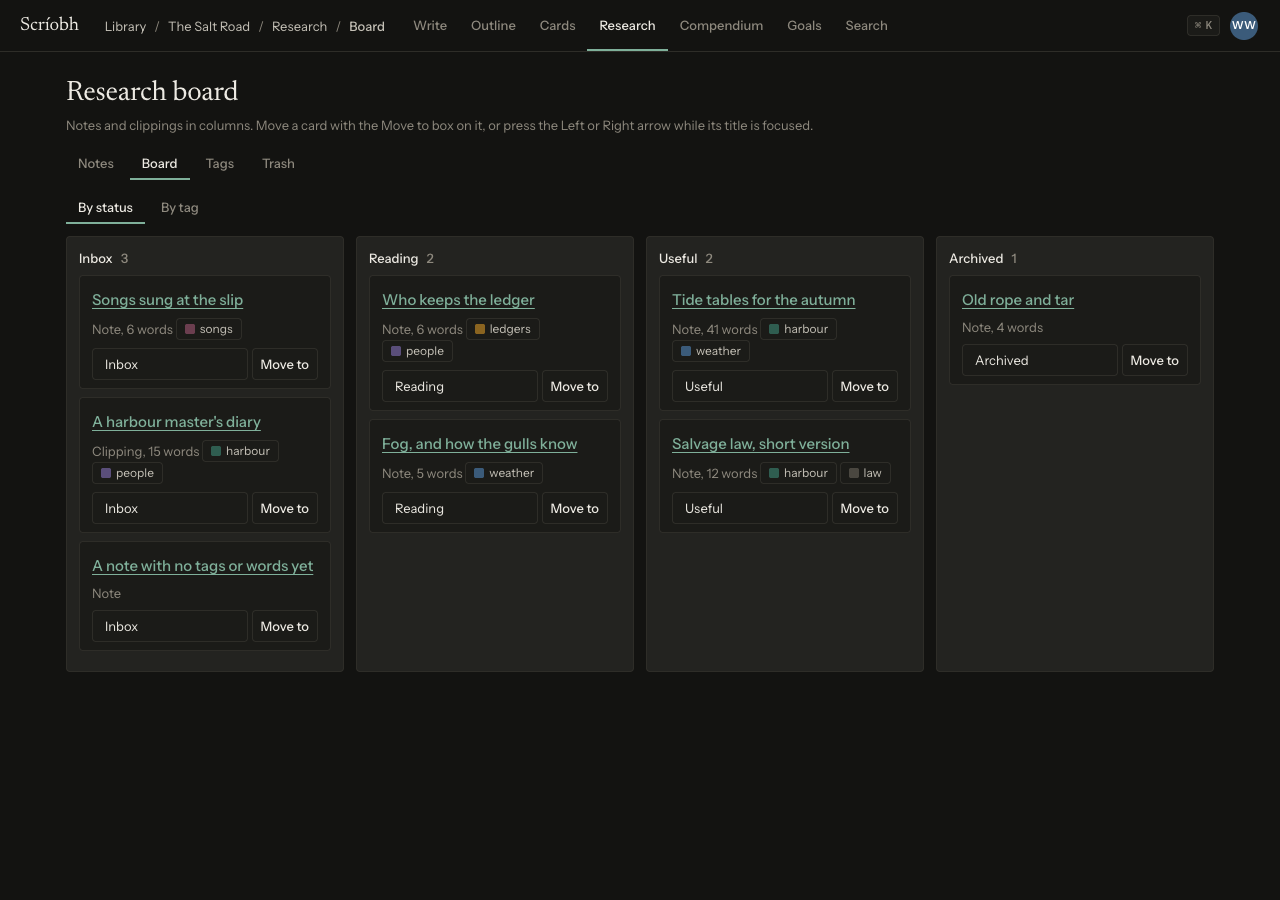 Scríobh Library / The Salt Road / Research / Board Write Outline Cards Research Compendium Goals Search ⌘ K WW
Research board
Notes and clippings in columns. Move a card with the Move to box on it, or press the Left or Right arrow while its title is focused.
Notes Board Tags Trash
By status By tag
Inbox 3
Songs sung at the slip
Note, 6 words songs
Inbox Move to
A harbour master's diary
Clipping, 15 words harbour
people
Inbox Move to
A note with no tags or words yet
Note
Inbox Move to
Reading 2
Who keeps the ledger
Note, 6 words ledgers
people
Reading Move to
Fog, and how the gulls know
Note, 5 words weather
Reading Move to
Useful 2
Tide tables for the autumn
Note, 41 words harbour
weather
Useful Move to
Salvage law, short version
Note, 12 words harbour law
Useful Move to
Archived 1
Old rope and tar
Note, 4 words
Archived Move to